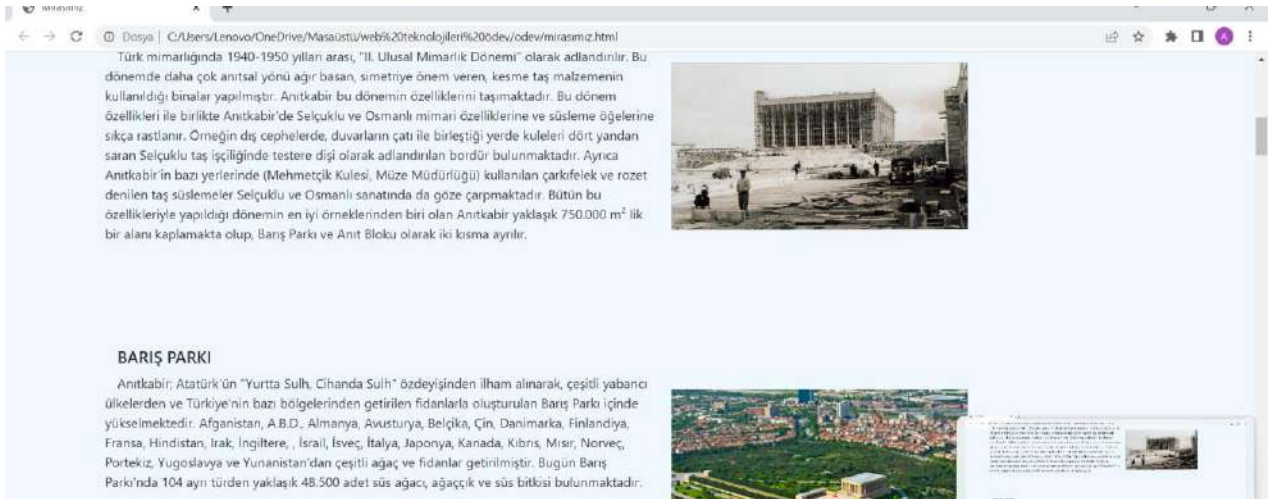 Mirasımız
Dosya | C:/Users/Lenovo/OneDrive/Masaüstü/web%20teknolojileri%20ödev/odev/mirasımız.html
A
Türk mimarlığında 1940-1950 yılları arası, "II. Ulusal Mimarlık Dönemi" olarak adlandırılır. Bu
dönemde daha çok anıtsal yönü ağır basan, simetriye önem veren, kesme taş malzemenin
kullanıldığı binalar yapılmıştır. Anıtkabir bu dönemin özelliklerini taşımaktadır. Bu dönem
özellikleri ile birlikte Anıtkabir'de Selçuklu ve Osmanlı mimari özelliklerine ve süsleme öğelerine
sıkça rastlanır. Örneğin dış cephelerde, duvarların çatı ile birleştiği yerde kuleleri dört yandan
saran Selçuklu taş işçiliğinde testere dişi olarak adlandırılan bordür bulunmaktadır. Ayrıca
Anıtkabir'in bazı yerlerinde (Mehmetçik Kulesi, Müze Müdürlüğü) kullanılan çarkıfelek ve rozet
denilen taş süslemeler Selçuklu ve Osmanlı sanatında da göze çarpmaktadır. Bütün bu
özellikleriyle yapıldığı dönemin en iyi örneklerinden biri olan Anıtkabir yaklaşık 750.000 m² lik
bir alanı kaplamakta olup, Barış Parkı ve Anıt Bloku olarak iki kısma ayrılır.
BARIŞ PARKI
Anıtkabir; Atatürk'ün "Yurtta Sulh, Cihanda Sulh" özdeyişinden ilham alınarak, çeşitli yabancı
ülkelerden ve Türkiye'nin bazı bölgelerinden getirilen fidanlarla oluşturulan Barış Parkı içinde
yükselmektedir. Afganistan, A.B.D., Almanya, Avusturya, Belçika, Çin, Danimarka, Finlandiya,
Fransa, Hindistan, Irak, İngiltere, , İsrail, İsveç, İtalya, Japonya, Kanada, Kıbrıs, Mısır, Norveç,
Portekiz, Yugoslavya ve Yunanistan'dan çeşitli ağaç ve fidanlar getirilmiştir. Bugün Barış
Parkı'nda 104 ayrı türden yaklaşık 48.500 adet süs ağacı, ağaççık ve süs bitkisi bulunmaktadır.